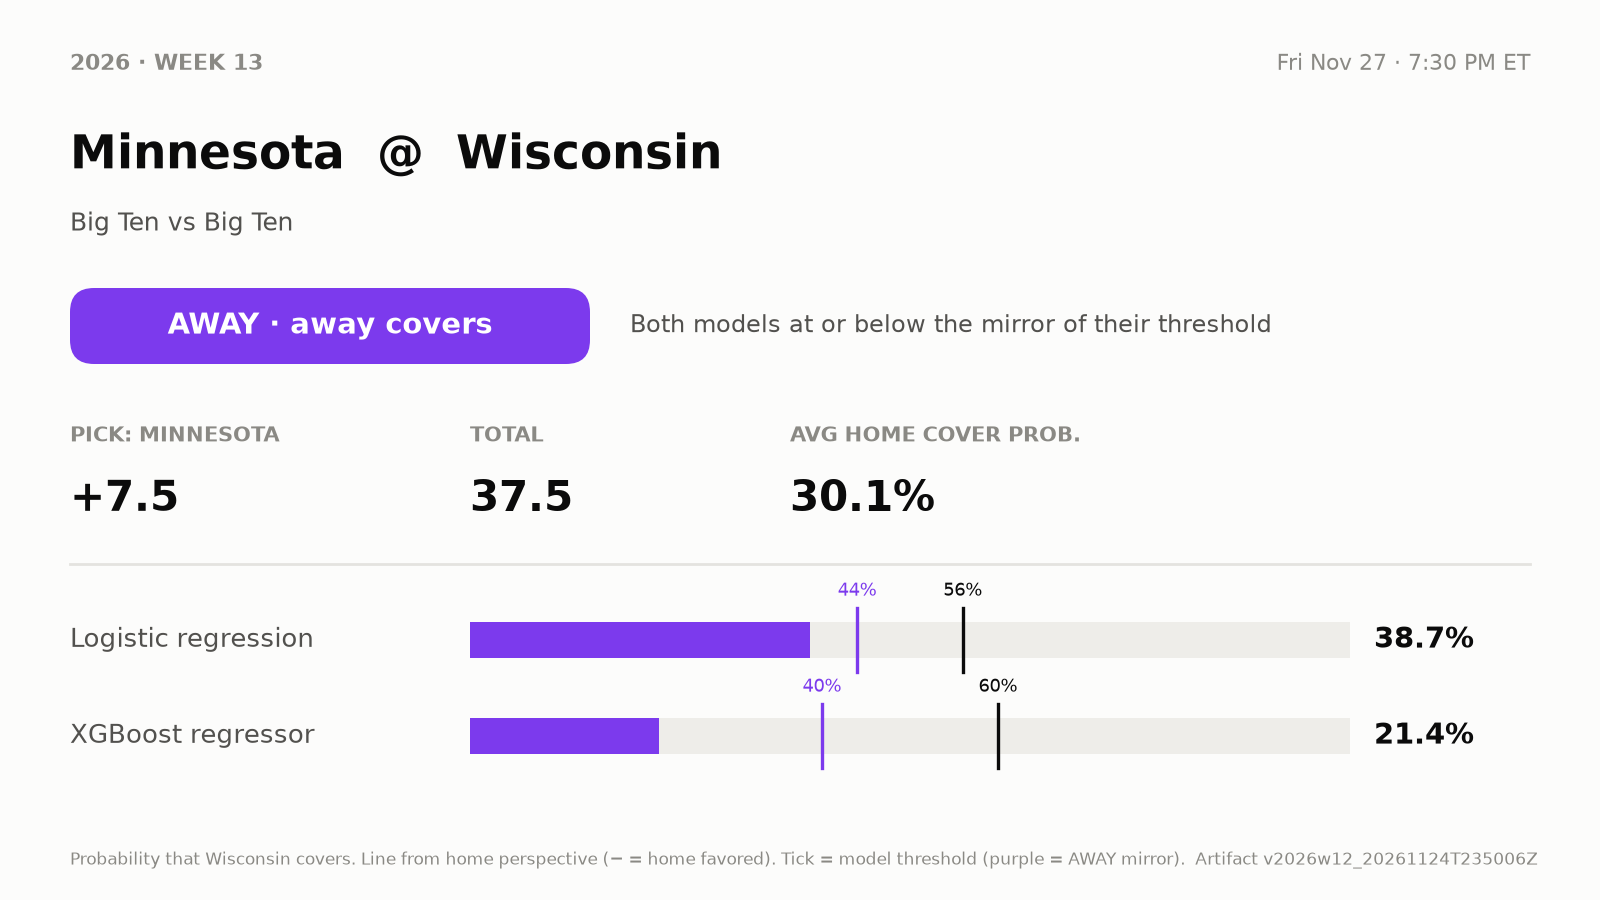 2026 · WEEK 13
Fri Nov 27 · 7:30 PM ET
Minnesota @ Wisconsin
Big Ten vs Big Ten
AWAY · away covers
Both models at or below the mirror of their threshold
PICK: MINNESOTA
TOTAL
AVG HOME COVER PROB.
+7.5
37.5
30.1%
44%
56%
Logistic regression
38.7%
40%
60%
XGBoost regressor
21.4%
Probability that Wisconsin covers. Line from home perspective (− = home favored). Tick = model threshold (purple = AWAY mirror). Artifact v2026w12_20261124T235006Z